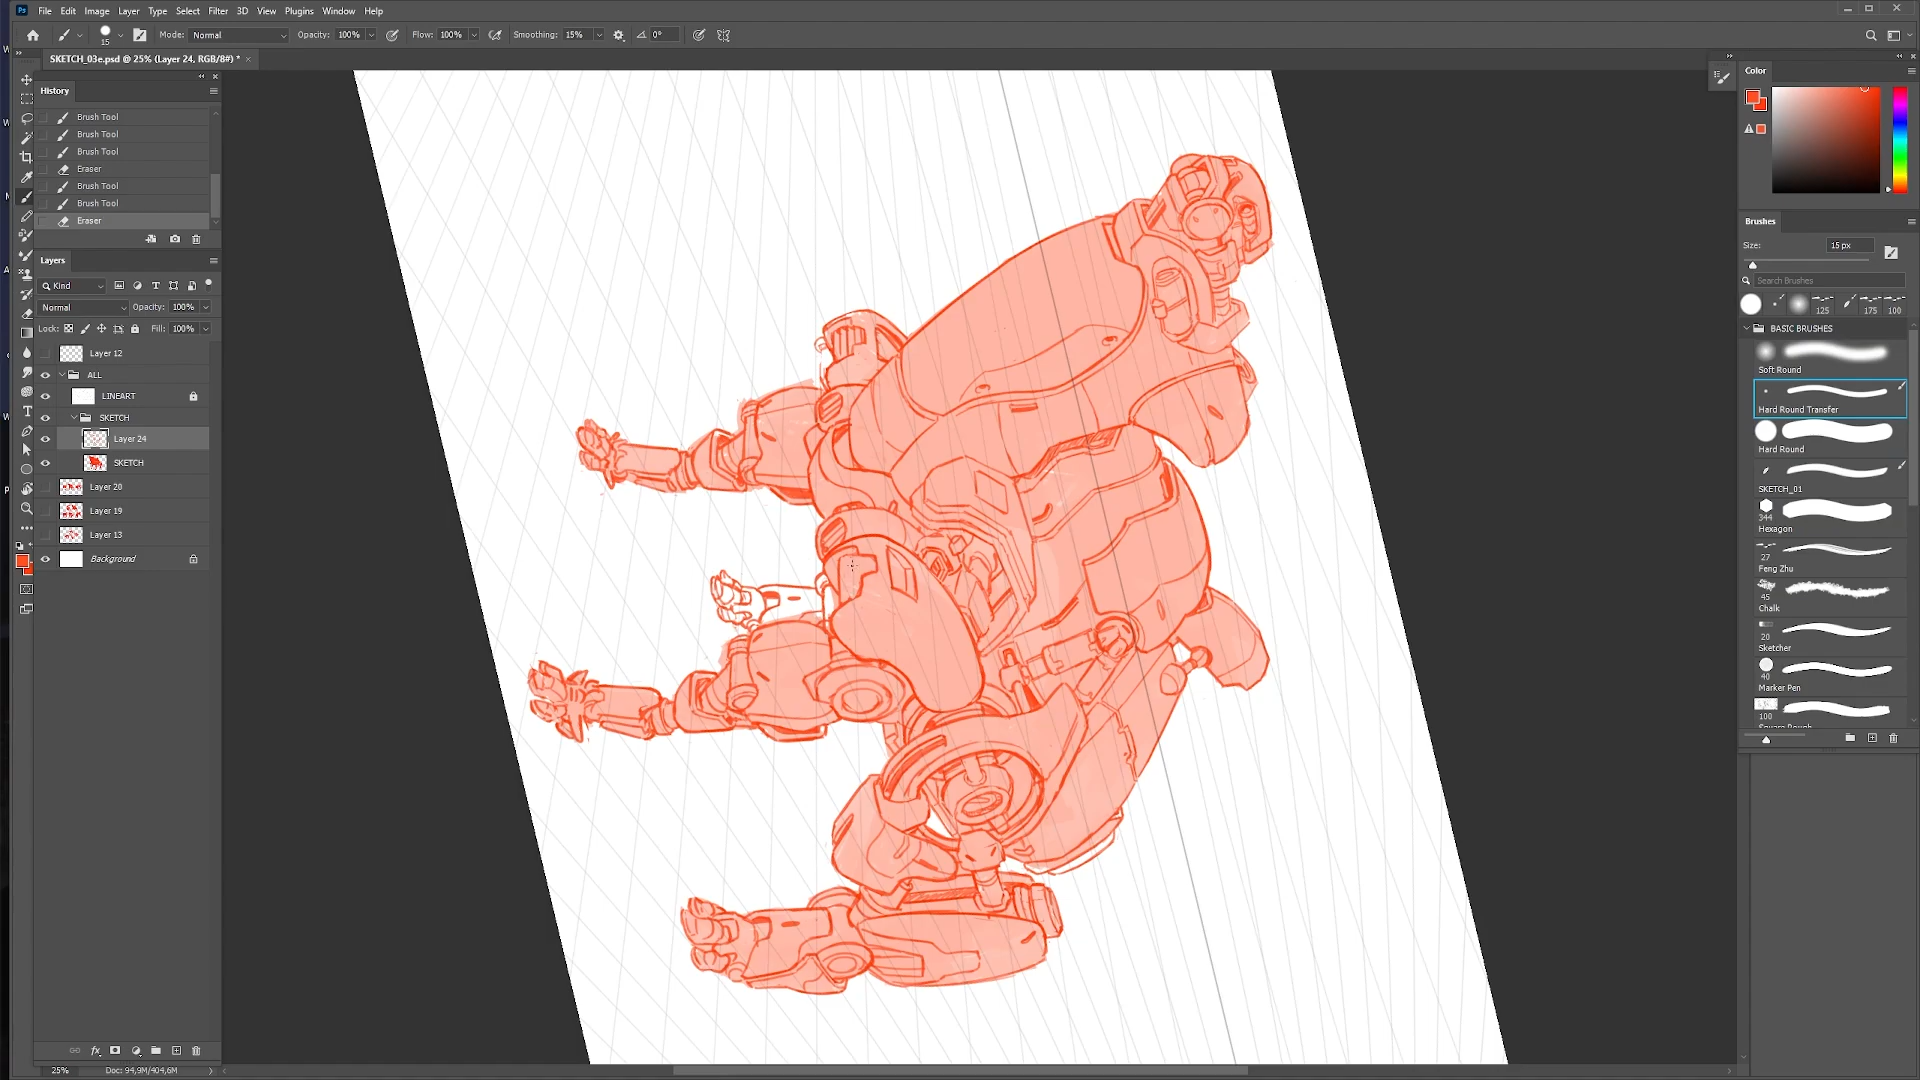 Ps File Edit Image Layer Type Select Filter 3D View Plugins Window Help
15 Mode: Normal Opacity: 100% Flow: 100% Smoothing: 15% 0°
SKETCH_03e.psd @ 25% (Layer 24, RGB/8#) * ×
History
Brush Tool
Brush Tool
Brush Tool
Eraser
Brush Tool
Brush Tool
Eraser
Layers
Kind
Normal Opacity: 100%
Lock: Fill: 100%
Layer 12
ALL
LINEART
SKETCH
Layer 24
SKETCH
Layer 20
Layer 19
Layer 13
Background
fx
25% Doc: 94,9M/404,6M
Color
Brushes
Size: 15 px
Search Brushes
125 175 100
BASIC BRUSHES
Soft Round
Hard Round Transfer
Hard Round
SKETCH_01
344
Hexagon
27
Feng Zhu
45
Chalk
20
Sketcher
40
Marker Pen
100